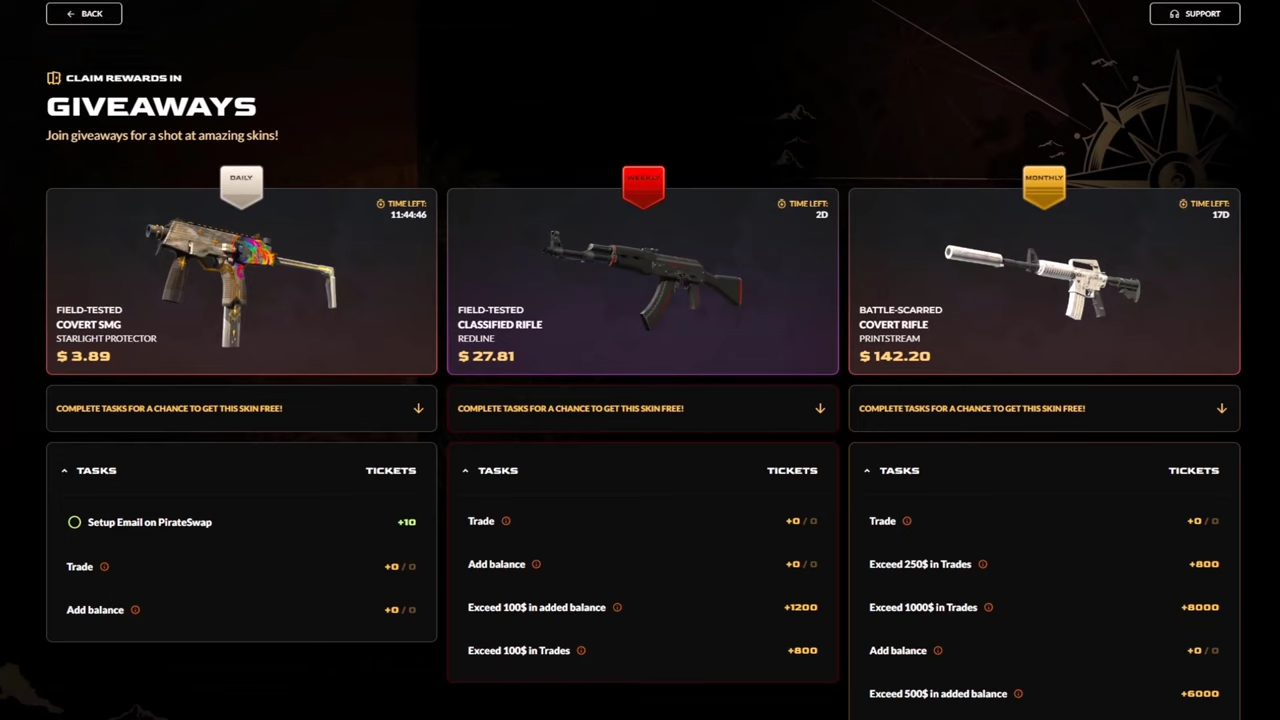 BACK
SUPPORT
CLAIM REWARDS IN
GIVEAWAYS
Join giveaways for a shot at amazing skins!
DAILY
TIME LEFT:
11:44:46
FIELD-TESTED
COVERT SMG
STARLIGHT PROTECTOR
$ 3.89
WEEKLY
TIME LEFT:
2D
FIELD-TESTED
CLASSIFIED RIFLE
REDLINE
$ 27.81
MONTHLY
TIME LEFT:
17D
BATTLE-SCARRED
COVERT RIFLE
PRINTSTREAM
$ 142.20
COMPLETE TASKS FOR A CHANCE TO GET THIS SKIN FREE!
COMPLETE TASKS FOR A CHANCE TO GET THIS SKIN FREE!
COMPLETE TASKS FOR A CHANCE TO GET THIS SKIN FREE!
TASKS TICKETS
Setup Email on PirateSwap +10
Trade +0 / 0
Add balance +0 / 0
TASKS TICKETS
Trade +0 / 0
Add balance +0 / 0
Exceed 100$ in added balance +1200
Exceed 100$ in Trades +800
TASKS TICKETS
Trade +0 / 0
Exceed 250$ in Trades +800
Exceed 1000$ in Trades +8000
Add balance +0 / 0
Exceed 500$ in added balance +6000